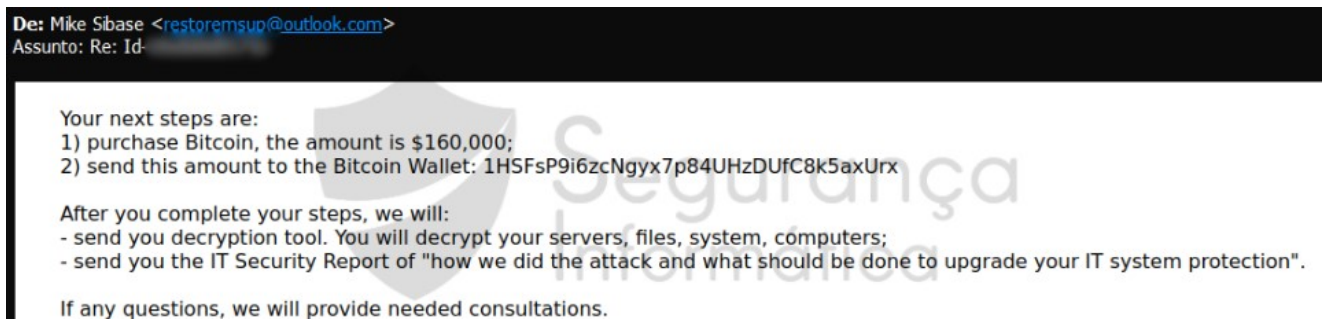 De: Mike Sibase <restoremsup@outlook.com>
Assunto: Re: Id-
Your next steps are:
1) purchase Bitcoin, the amount is $160,000;
2) send this amount to the Bitcoin Wallet: 1HSFsP9i6zcNgyx7p84UHzDUfC8k5axUrx
After you complete your steps, we will:
- send you decryption tool. You will decrypt your servers, files, system, computers;
- send you the IT Security Report of "how we did the attack and what should be done to upgrade your IT system protection".
If any questions, we will provide needed consultations.
Segurança
Informática